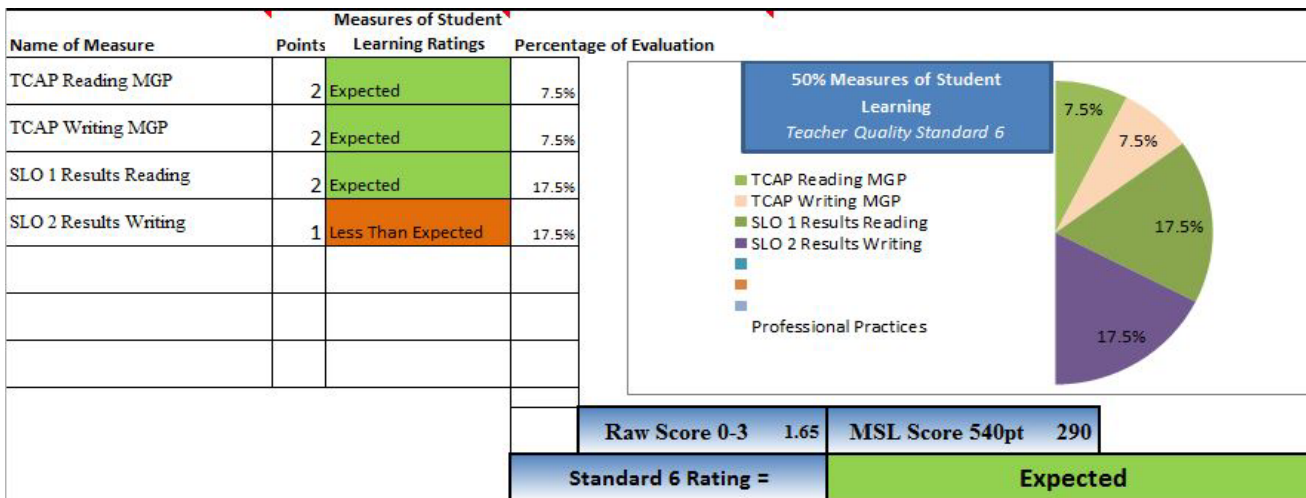 Name of Measure Points Measures of Student Learning Ratings Percentage of Evaluation
TCAP Reading MGP 2 Expected 7.5%
TCAP Writing MGP 2 Expected 7.5%
SLO 1 Results Reading 2 Expected 17.5%
SLO 2 Results Writing 1 Less Than Expected 17.5%
50% Measures of Student
Learning
Teacher Quality Standard 6
TCAP Reading MGP
TCAP Writing MGP
SLO 1 Results Reading
SLO 2 Results Writing
Professional Practices
7.5%
7.5%
17.5%
17.5%
Raw Score 0-3 1.65 MSL Score 540pt 290
Standard 6 Rating = Expected